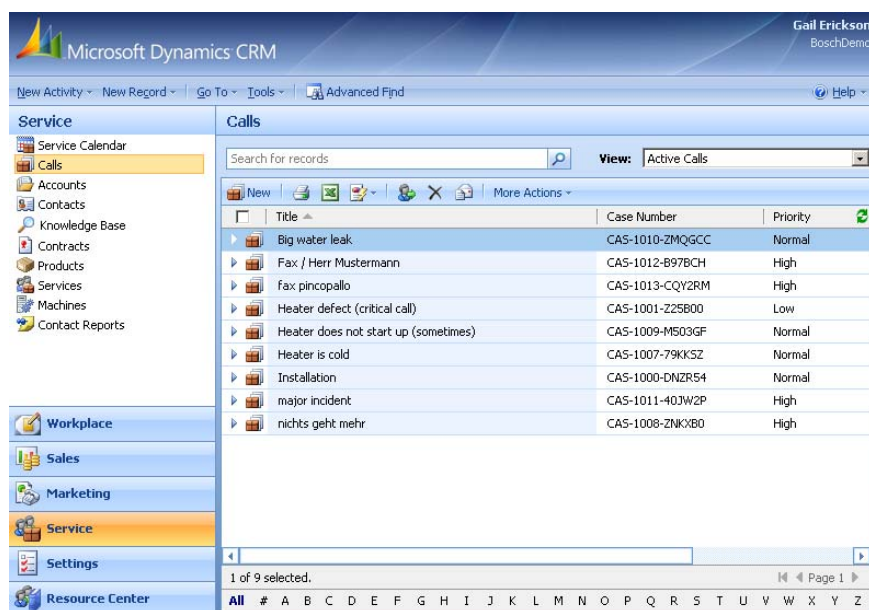 Microsoft Dynamics CRM
Gail Erickson
BoschDemo
New Activity New Record Go To Tools Advanced Find Help
Service
Service Calendar
Calls
Accounts
Contacts
Knowledge Base
Contracts
Products
Services
Machines
Contact Reports
Workplace
Sales
Marketing
Service
Settings
Resource Center
Calls
Search for records View: Active Calls
New More Actions
Title Case Number Priority
Big water leak CAS-1010-ZMQGCC Normal
Fax / Herr Mustermann CAS-1012-B97BCH High
fax pincopallo CAS-1013-CQY2RM High
Heater defect (critical call) CAS-1001-Z25B00 Low
Heater does not start up (sometimes) CAS-1009-M503GF Normal
Heater is cold CAS-1007-79KKSZ Normal
Installation CAS-1000-DNZR54 Normal
major incident CAS-1011-40JW2P High
nichts geht mehr CAS-1008-ZNKXB0 High
1 of 9 selected. Page 1
All # A B C D E F G H I J K L M N O P Q R S T U V W X Y Z